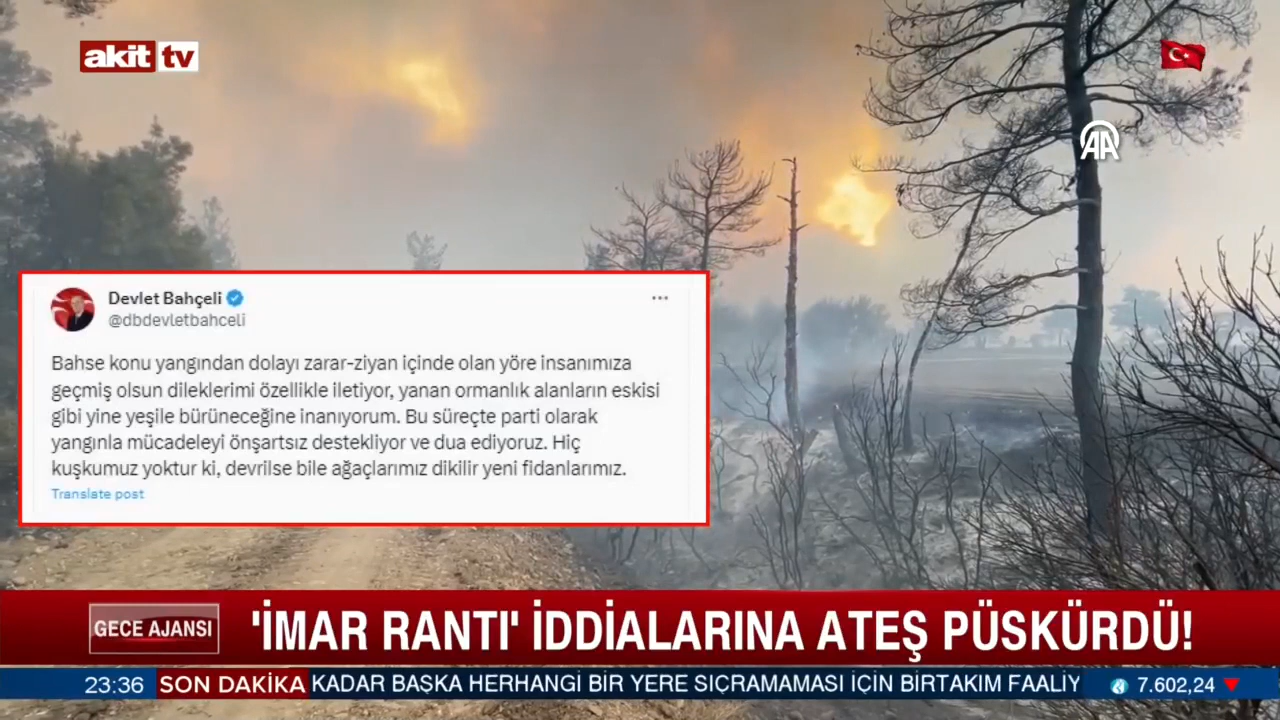 akit tv
AA
Devlet Bahçeli
@dbdevletbahceli
Bahse konu yangından dolayı zarar-ziyan içinde olan yöre insanımıza
geçmiş olsun dileklerimi özellikle iletiyor, yanan ormanlık alanların eskisi
gibi yine yeşile bürüneceğine inanıyorum. Bu süreçte parti olarak
yangınla mücadeleyi önşartsız destekliyor ve dua ediyoruz. Hiç
kuşkumuz yoktur ki, devrilse bile ağaçlarımız dikilir yeni fidanlarımız.
Translate post
GECE AJANSI
'İMAR RANTI' İDDİALARINA ATEŞ PÜSKÜRDÜ!
23:36 SON DAKİKA KADAR BAŞKA HERHANGİ BİR YERE SIÇRAMAMASI İÇİN BİRTAKIM FAALİY 7.602,24